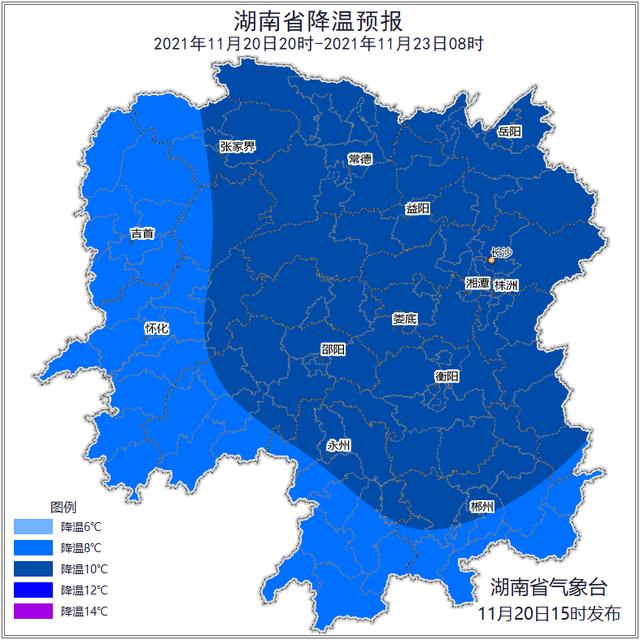 湖南省降温预报
2021年11月20日20时-2021年11月23日08时
岳阳
张家界
常德
益阳
吉首
长沙
湘潭 株洲
娄底
怀化
邵阳
衡阳
永州
郴州
图例
降温6℃
降温8℃
降温10℃
降温12℃
降温14℃
湖南省气象台
11月20日15时发布